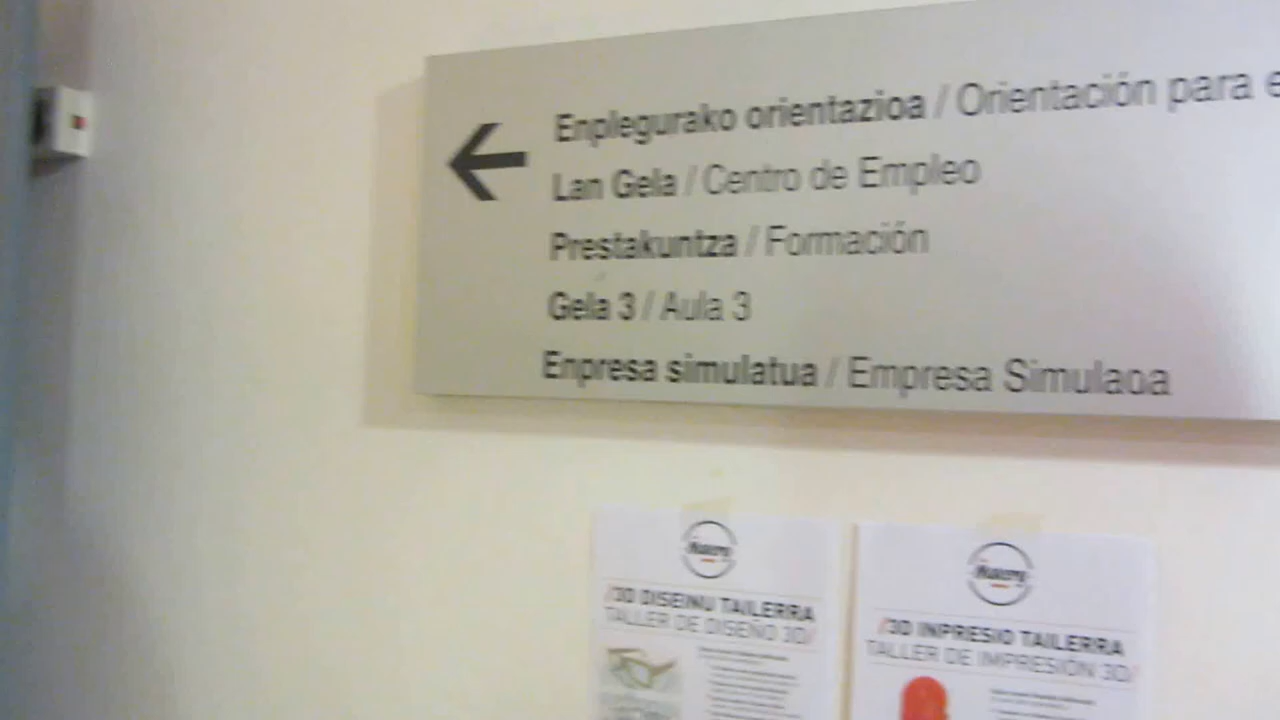 Enplegurako orientazioa / Orientación para e
Lan Gela / Centro de Empleo
Prestakuntza / Formación
Gela 3 / Aula 3
Enpresa simulatua / Empresa Simulada
/3D DISEINU TAILERRA
TALLER DE DISEÑO 3D/
/3D INPRESIO TAILERRA
TALLER DE IMPRESIÓN 3D/